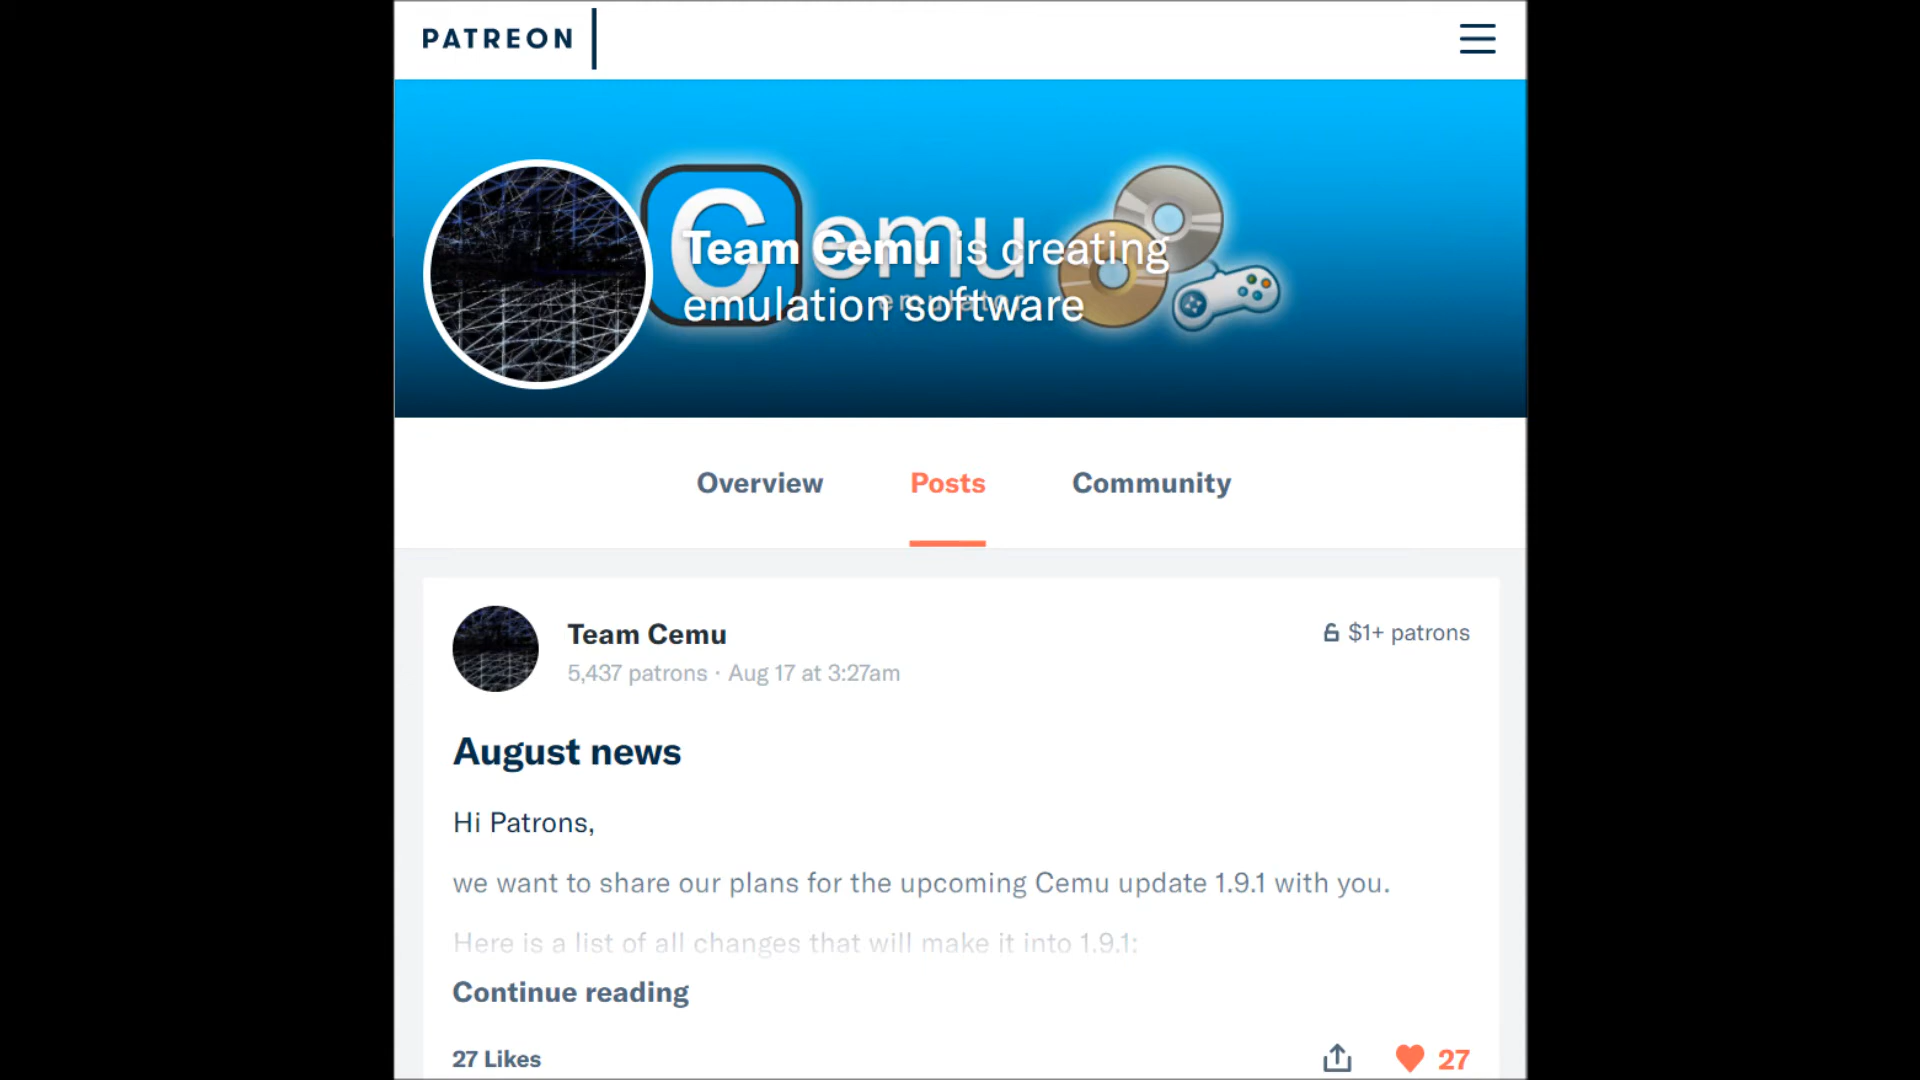 PATREON
Cemu
emulator
Team Cemu is creating
emulation software
Overview Posts Community
Team Cemu
$1+ patrons
5,437 patrons · Aug 17 at 3:27am
August news
Hi Patrons,
we want to share our plans for the upcoming Cemu update 1.9.1 with you.
Here is a list of all changes that will make it into 1.9.1:
Continue reading
27 Likes
27